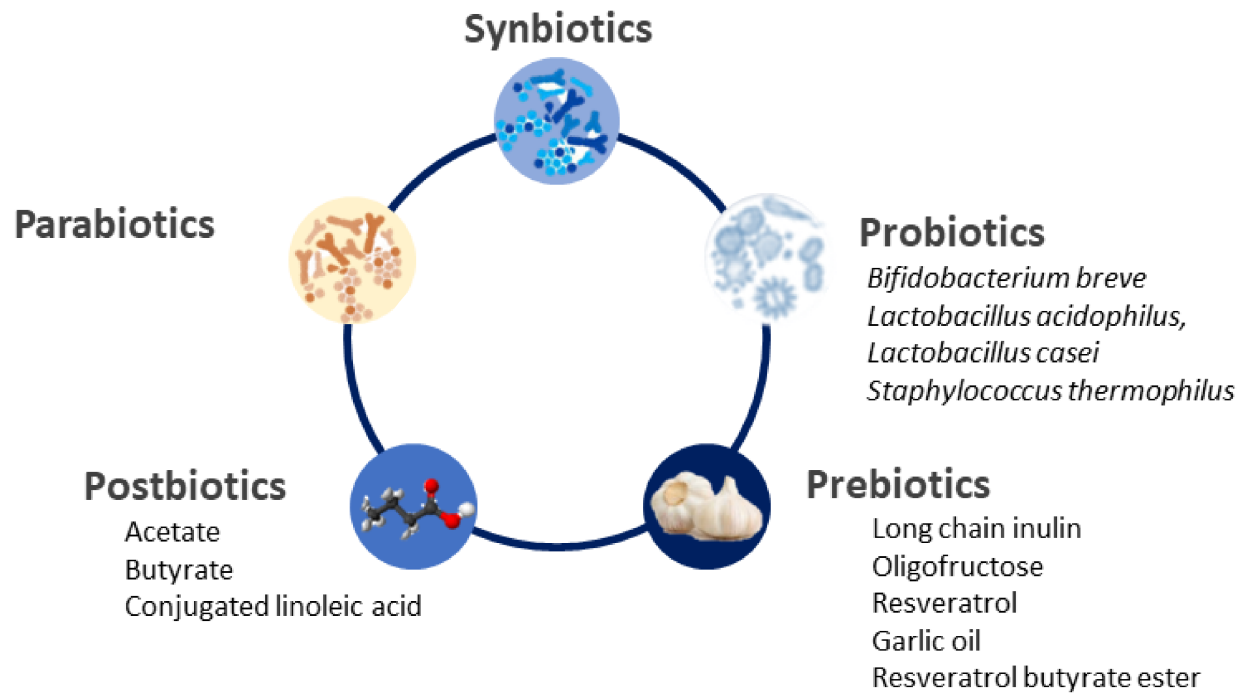 Synbiotics
Parabiotics
Probiotics
Bifidobacterium breve
Lactobacillus acidophilus,
Lactobacillus casei
Staphylococcus thermophilus
Postbiotics
Acetate
Butyrate
Conjugated linoleic acid
Prebiotics
Long chain inulin
Oligofructose
Resveratrol
Garlic oil
Resveratrol butyrate ester